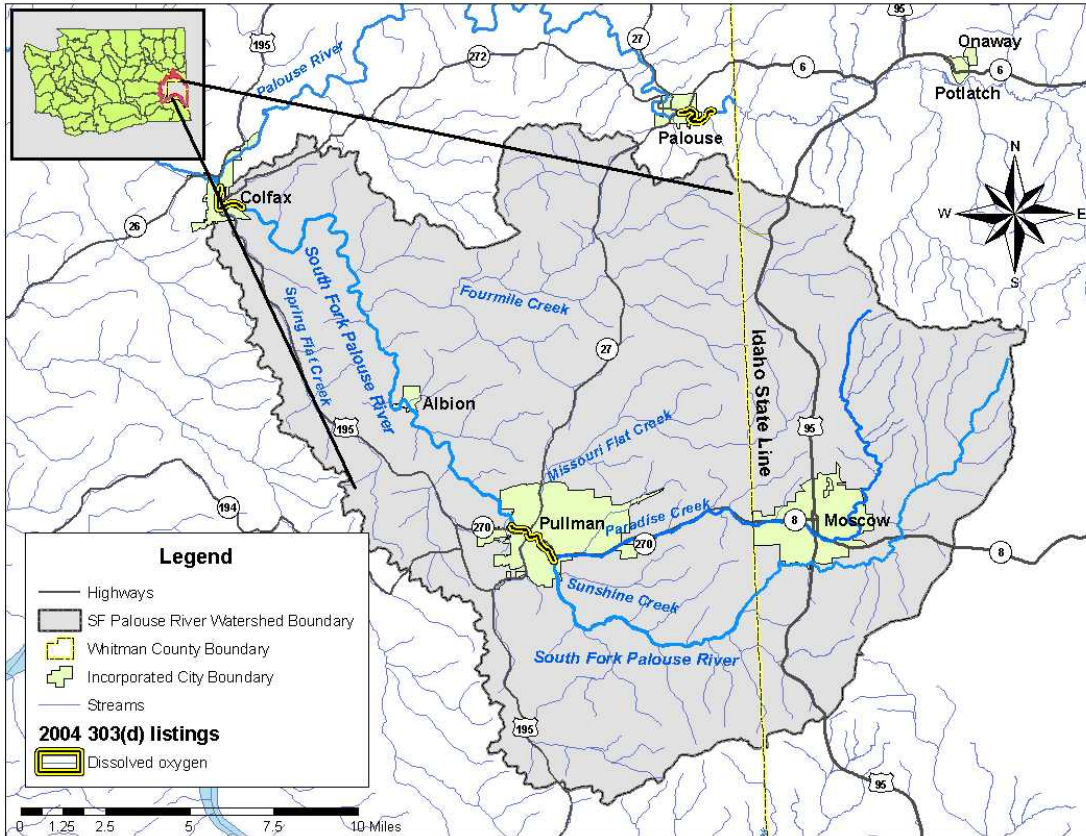 95
195
27
Onaway
272
Palouse River
6
6
Potlatch
Palouse
N
Colfax
W
E
26
S
South Fork Palouse River
Spring Flat Creek
Fourmile Creek
27
Idaho State Line
Albion
195
95
Missouri Flat Creek
194
270
Pullman
Paradise Creek
8
Moscow
270
8
Sunshine Creek
South Fork Palouse River
195
95
Legend
Highways
SF Palouse River Watershed Boundary
Whitman County Boundary
Incorporated City Boundary
Streams
2004 303(d) listings
Dissolved oxygen
0 1.25 2.5 5 7.5 10 Miles